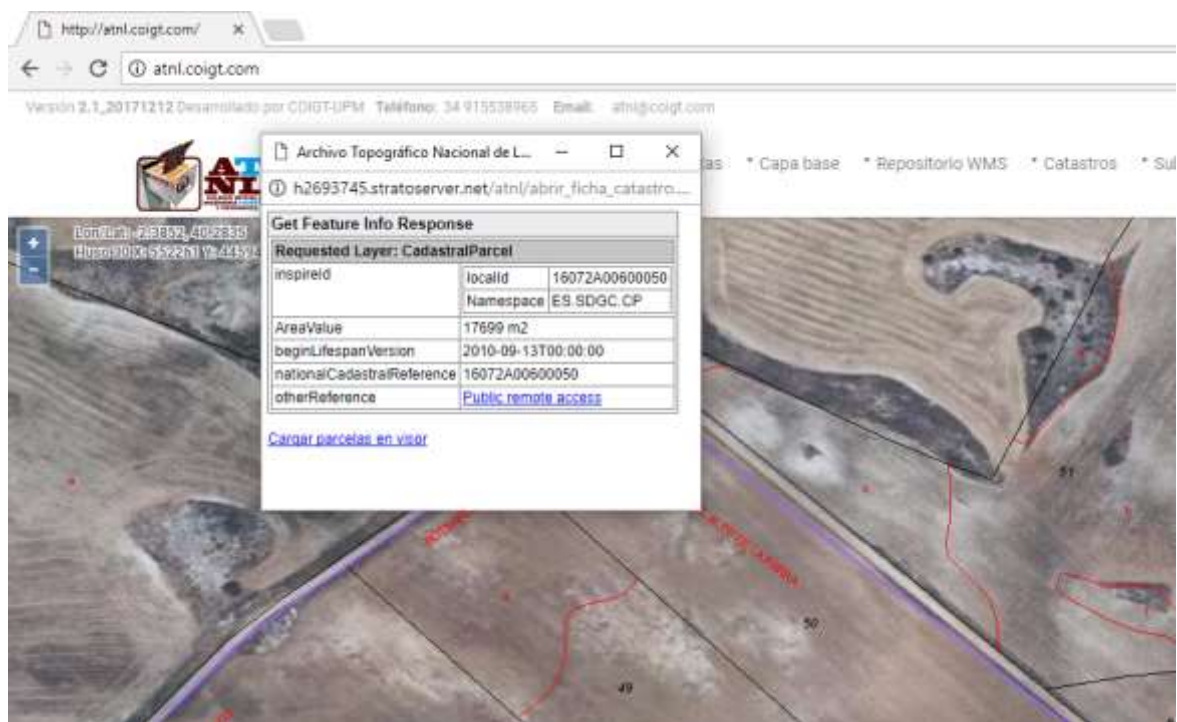 http://atnl.coigt.com/
atnl.coigt.com
Versión 2.1_20171212 Desarrollado por COIGT-UPM Teléfono: 34 915538965 Email: atnl@coigt.com
Archivo Topográfico Nacional de L...
h2693745.stratoserver.net/atnl/abrir_ficha_catastro....
* Capa base * Repositorio WMS * Catastros * Sul
Get Feature Info Response
Requested Layer: CadastralParcel
inspireId localId 16072A00600050
Namespace ES.SDGC.CP
AreaValue 17699 m2
beginLifespanVersion 2010-09-13T00:00:00
nationalCadastralReference 16072A00600050
otherReference Public remote access
Cargar parcelas en visor
51
50
49